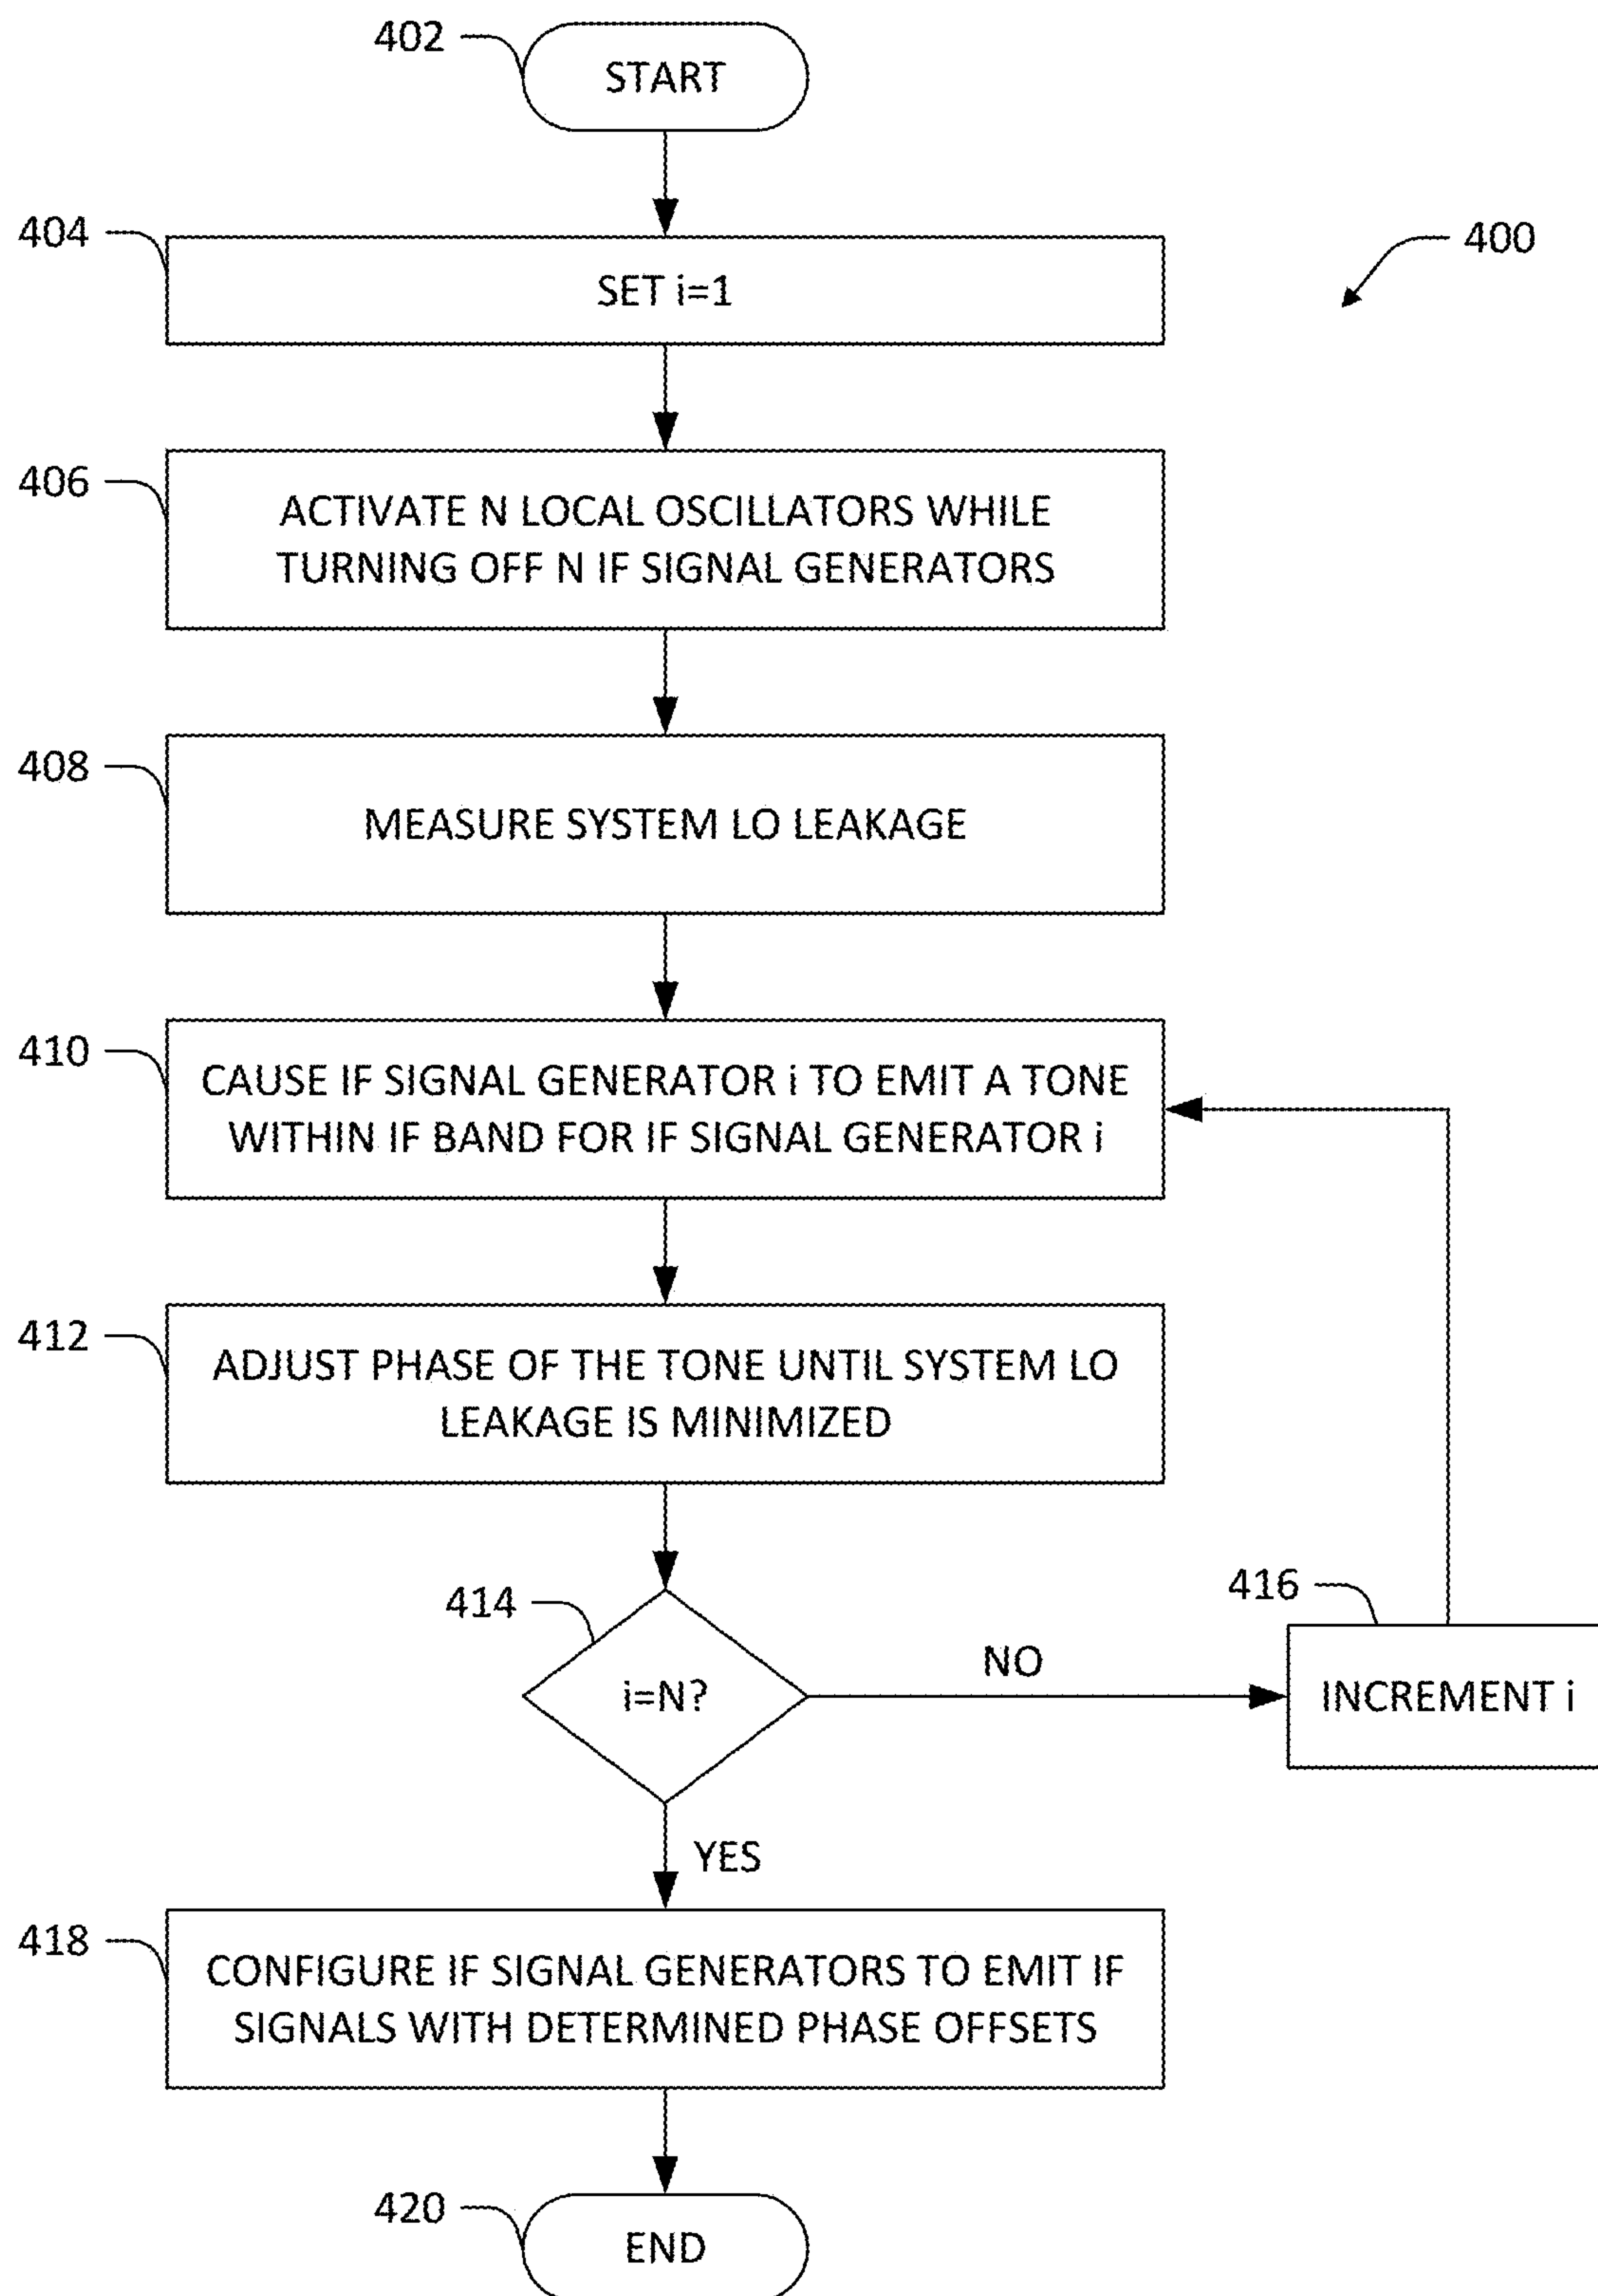 402
START
404
SET i=1
400
406
ACTIVATE N LOCAL OSCILLATORS WHILE
TURNING OFF N IF SIGNAL GENERATORS
408
MEASURE SYSTEM LO LEAKAGE
410
CAUSE IF SIGNAL GENERATOR i TO EMIT A TONE
WITHIN IF BAND FOR IF SIGNAL GENERATOR i
412
ADJUST PHASE OF THE TONE UNTIL SYSTEM LO
LEAKAGE IS MINIMIZED
414
i=N?
NO
416
INCREMENT i
YES
418
CONFIGURE IF SIGNAL GENERATORS TO EMIT IF
SIGNALS WITH DETERMINED PHASE OFFSETS
420
END